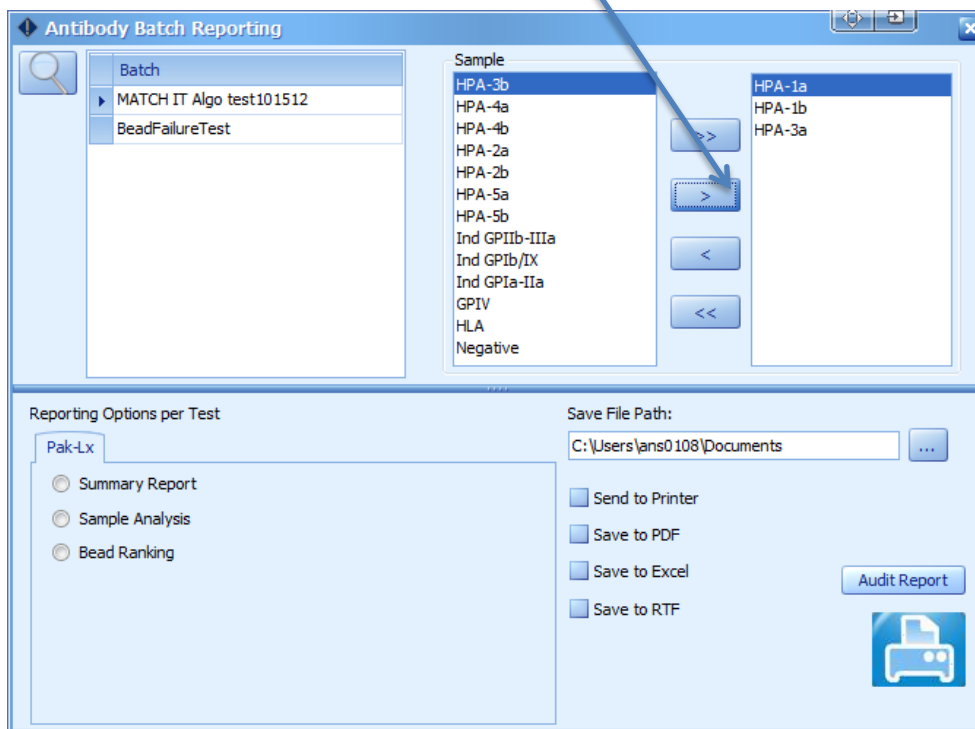 Antibody Batch Reporting
Batch
MATCH IT Algo test101512
BeadFailureTest
Sample
HPA-3b
HPA-4a
HPA-4b
HPA-2a
HPA-2b
HPA-5a
HPA-5b
Ind GPIIb-IIIa
Ind GPIb/IX
Ind GPIa-IIa
GPIV
HLA
Negative
>>
>
<
<<
HPA-1a
HPA-1b
HPA-3a
Reporting Options per Test
Pak-Lx
Summary Report
Sample Analysis
Bead Ranking
Save File Path:
C:\Users\ans0108\Documents
...
Send to Printer
Save to PDF
Save to Excel
Save to RTF
Audit Report